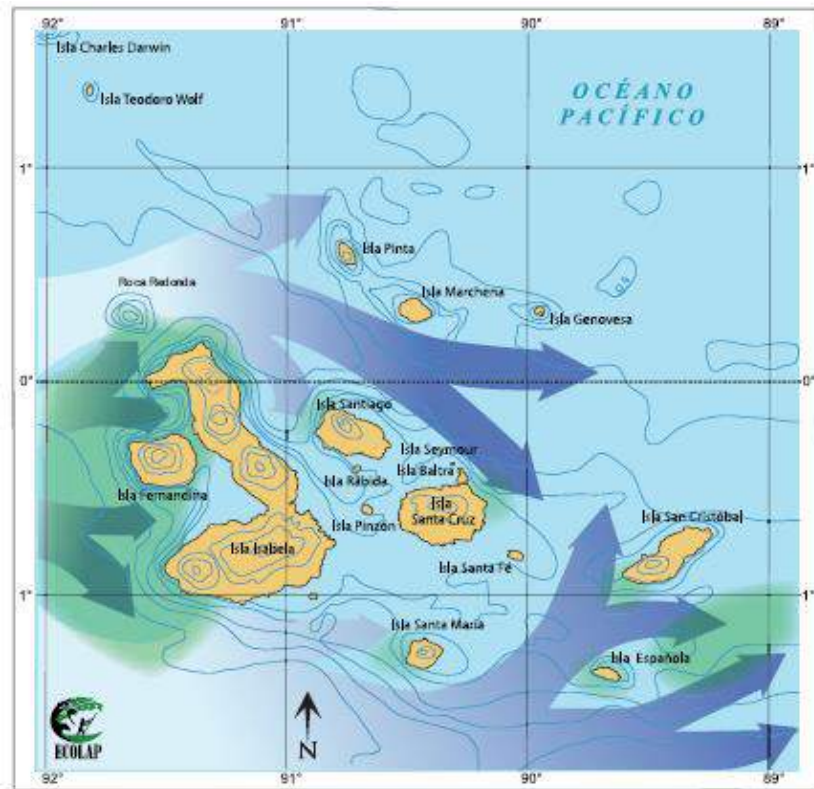 92°
91°
90°
89°
Isla Charles Darwin
Isla Teodoro Wolf
OCÉANO
PACÍFICO
1°
1°
Isla Pinta
Roca Redonda
Isla Marchena
Isla Genovesa
0°
0°
Isla Santiago
Isla Seymour
Isla Baltra
Isla Rábida
Isla Fernandina
Isla
Santa Cruz
Isla San Cristóbal
Isla Pinzón
Isla Isabela
Isla Santa Fé
1°
1°
Isla Santa María
Isla Española
N
ECOLAP
92°
91°
90°
89°